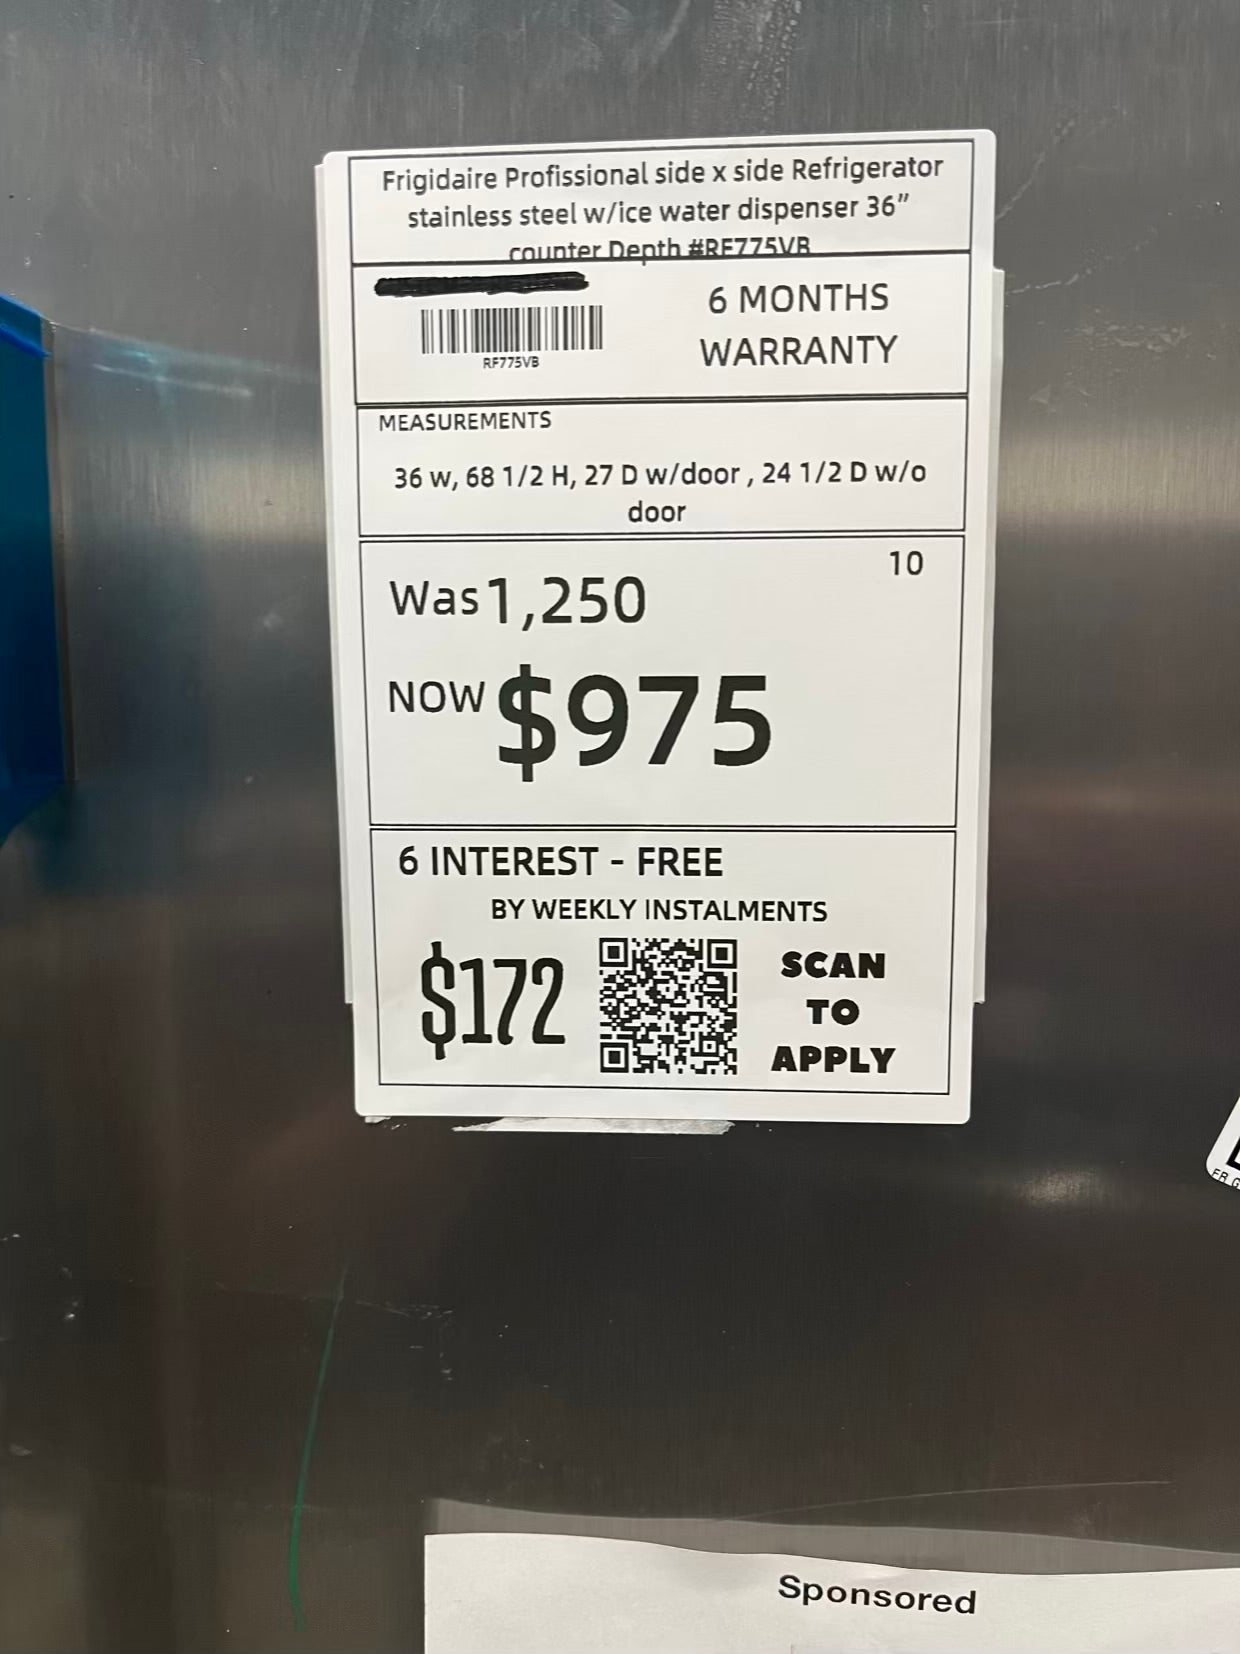 Frigidaire Profissional side x side Refrigerator
stainless steel w/ice water dispenser 36"
counter Depth #RF775VB
6 MONTHS
WARRANTY
RF775VB
MEASUREMENTS
36 w, 68 1/2 H, 27 D w/door , 24 1/2 D w/o
door
10
Was 1,250
NOW $975
6 INTEREST - FREE
BY WEEKLY INSTALMENTS
$172
SCAN
TO
APPLY
Sponsored